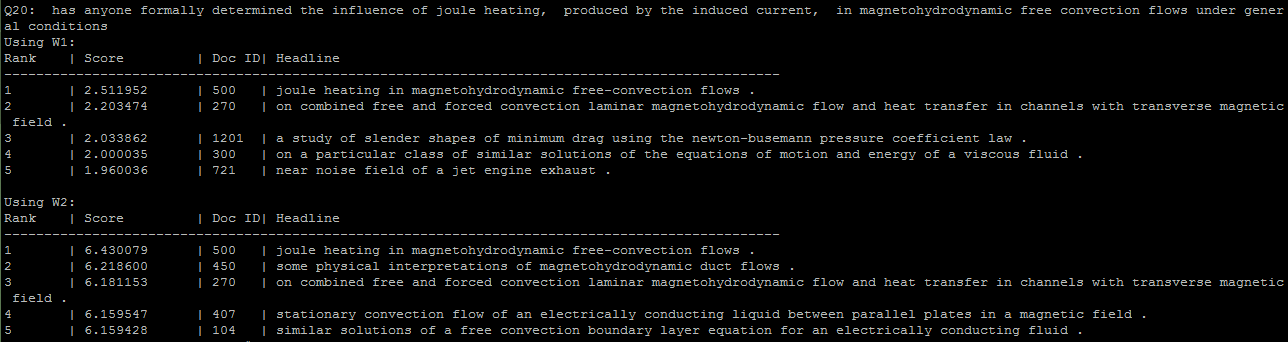 Q20:  has anyone formally determined the influence of joule heating,  produced by the induced current,  in magnetohydrodynamic free convection flows under gener
al conditions
Using W1:
Rank    | Score         | Doc ID| Headline
-------------------------------------------------------------------------------------------------
1       | 2.511952      | 500   | joule heating in magnetohydrodynamic free-convection flows .
2       | 2.203474      | 270   | on combined free and forced convection laminar magnetohydrodynamic flow and heat transfer in channels with transverse magnetic
 field .
3       | 2.033862      | 1201  | a study of slender shapes of minimum drag using the newton-busemann pressure coefficient law .
4       | 2.000035      | 300   | on a particular class of similar solutions of the equations of motion and energy of a viscous fluid .
5       | 1.960036      | 721   | near noise field of a jet engine exhaust .

Using W2:
Rank    | Score         | Doc ID| Headline
-------------------------------------------------------------------------------------------------
1       | 6.430079      | 500   | joule heating in magnetohydrodynamic free-convection flows .
2       | 6.218600      | 450   | some physical interpretations of magnetohydrodynamic duct flows .
3       | 6.181153      | 270   | on combined free and forced convection laminar magnetohydrodynamic flow and heat transfer in channels with transverse magnetic
 field .
4       | 6.159547      | 407   | stationary convection flow of an electrically conducting liquid between parallel plates in a magnetic field .
5       | 6.159428      | 104   | similar solutions of a free convection boundary layer equation for an electrically conducting fluid .